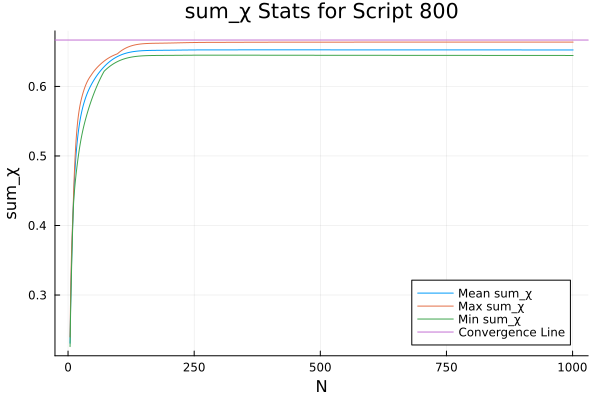 sum_χ Stats for Script 800
sum_χ
0.6
0.5
0.4
0.3
0
250
500
750
1000
N
Mean sum_χ
Max sum_χ
Min sum_χ
Convergence Line